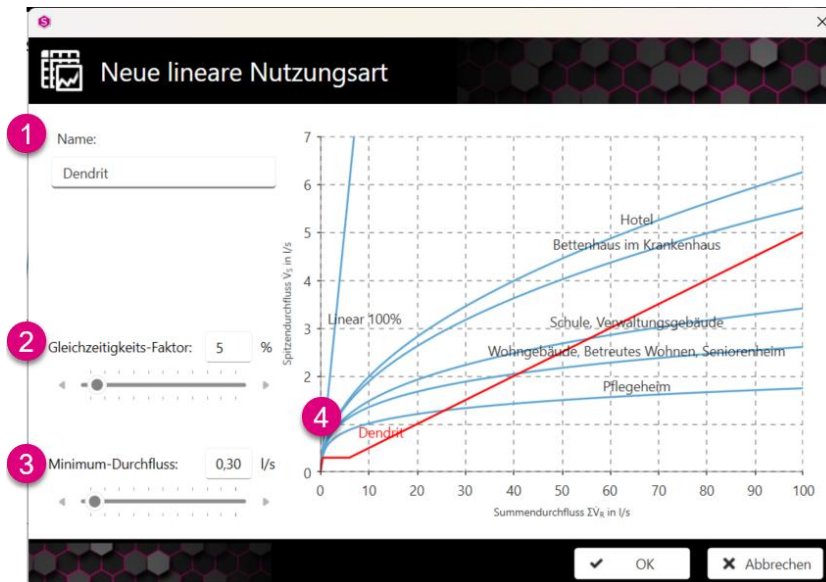 S
Neue lineare Nutzungsart
1
Name:
Dendrit
2
Gleichzeitigkeits-Faktor: 5 %
3
Minimum-Durchfluss: 0,30 l/s
4
Spitzendurchfluss V̇S in l/s
7
6
5
4
3
2
1
0
Hotel
Bettenhaus im Krankenhaus
Linear 100%
Schule, Verwaltungsgebäude
Wohngebäude, Betreutes Wohnen, Seniorenheim
Pflegeheim
Dendrit
0 10 20 30 40 50 60 70 80 90 100
Summendurchfluss ΣV̇R in l/s
OK
Abbrechen